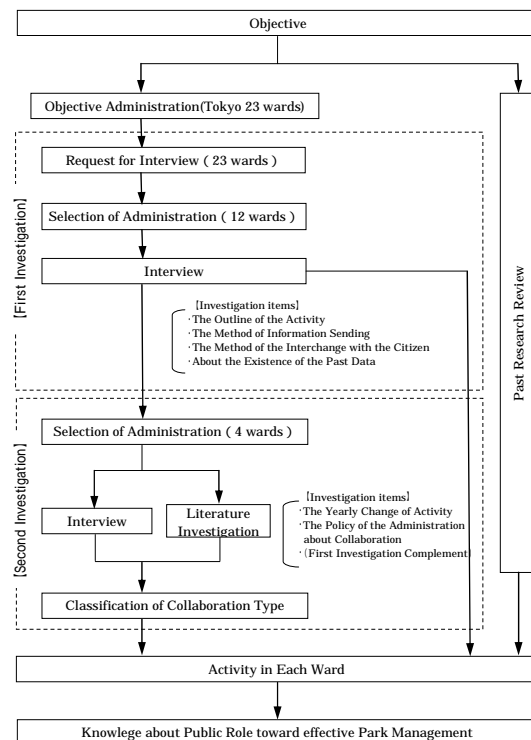 Objective
Objective Administration(Tokyo 23 wards)
Request for Interview ( 23 wards )
Selection of Administration ( 12 wards )
Interview
[First Investigation]
[Investigation items]
·The Outline of the Activity
·The Method of Information Sending
·The Method of the Interchange with the Citizen
·About the Existence of the Past Data
Past Research Review
Selection of Administration ( 4 wards )
[Second Investigation]
Interview
Literature
Investigation
[Investigation items]
·The Yearly Change of Activity
·The Policy of the Administration
about Collaboration
·(First Investigation Complement)
Classification of Collaboration Type
Activity in Each Ward
Knowlege about Public Role toward effective Park Management